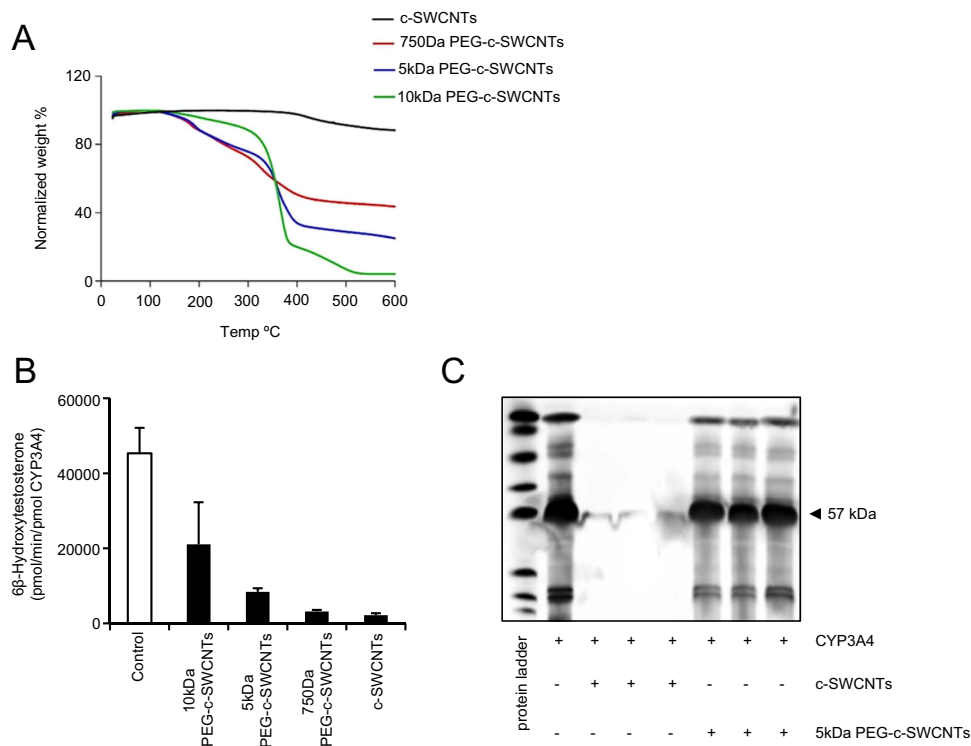 A
c-SWCNTs
750Da PEG-c-SWCNTs
5kDa PEG-c-SWCNTs
10kDa PEG-c-SWCNTs
Normalized weight %
120
80
40
0
0 100 200 300 400 500 600
Temp ºC
B
6β-Hydroxytestosterone
(pmol/min/pmol CYP3A4)
60000
40000
20000
0
Control
10kDa
PEG-c-SWCNTs
5kDa
PEG-c-SWCNTs
750Da
PEG-c-SWCNTs
c-SWCNTs
C
57 kDa
protein ladder
+ + + + + + + CYP3A4
- + + + - - - c-SWCNTs
- - - - + + + 5kDa PEG-c-SWCNTs